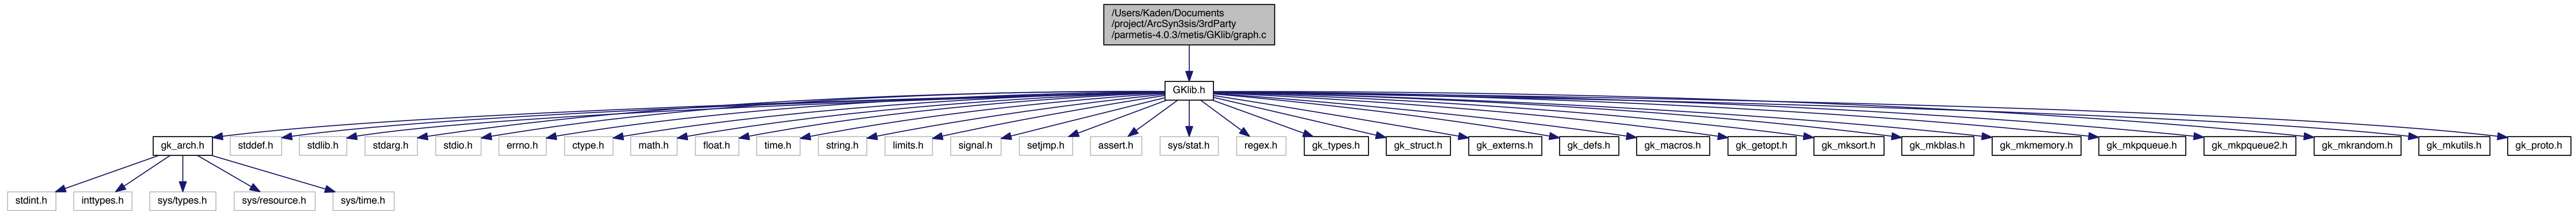 /Users/Kaden/Documents
/project/ArcSyn3sis/3rdParty
/parmetis-4.0.3/metis/GKlib/graph.c
GKlib.h
gk_arch.h
stddef.h
stdlib.h
stdarg.h
stdio.h
errno.h
ctype.h
math.h
float.h
time.h
string.h
limits.h
signal.h
setjmp.h
assert.h
sys/stat.h
regex.h
gk_types.h
gk_struct.h
gk_externs.h
gk_defs.h
gk_macros.h
gk_getopt.h
gk_mksort.h
gk_mkblas.h
gk_mkmemory.h
gk_mkpqueue.h
gk_mkpqueue2.h
gk_mkrandom.h
gk_mkutils.h
gk_proto.h
stdint.h
inttypes.h
sys/types.h
sys/resource.h
sys/time.h